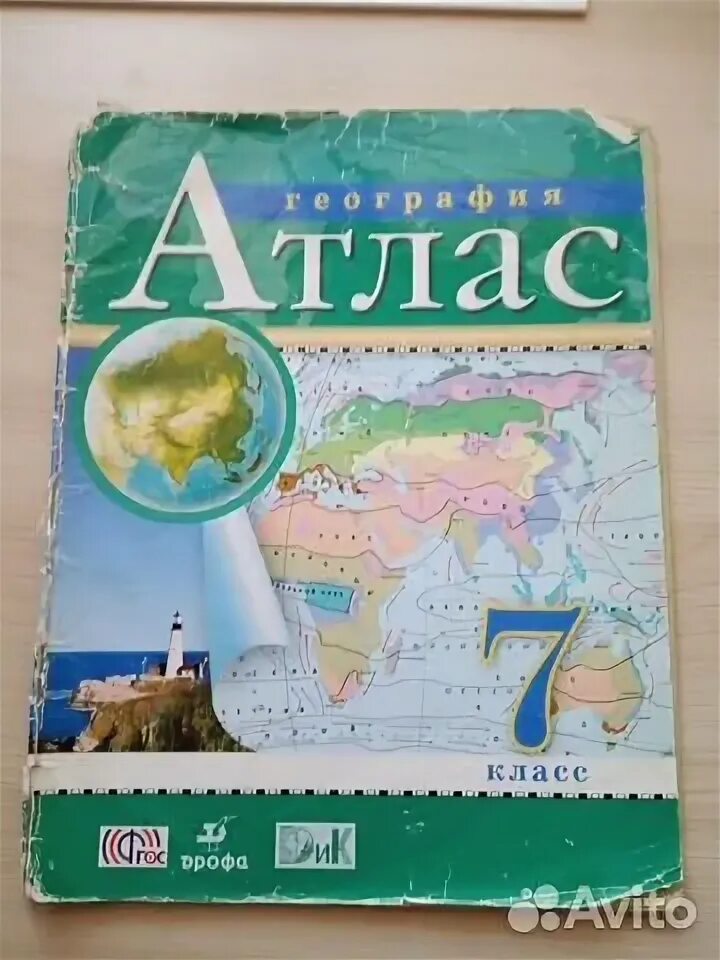 география
Атлас
7
класс
ФГОС
дрофа
ДиК
Avito